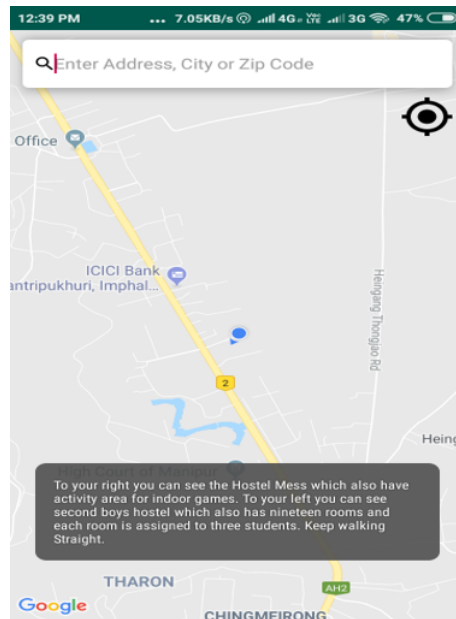 12:39 PM ... 7.05KB/s 4G 3G 47%
Enter Address, City or Zip Code
Office
ICICI Bank
antripukhuri, Imphal...
Heingang Thongjao Rd
2
Heing
High Court of Manipur
To your right you can see the Hostel Mess which also have
activity area for indoor games. To your left you can see
second boys hostel which also has nineteen rooms and
each room is assigned to three students. Keep walking
Straight.
THARON
AH2
Google
CHINGMEIRONG